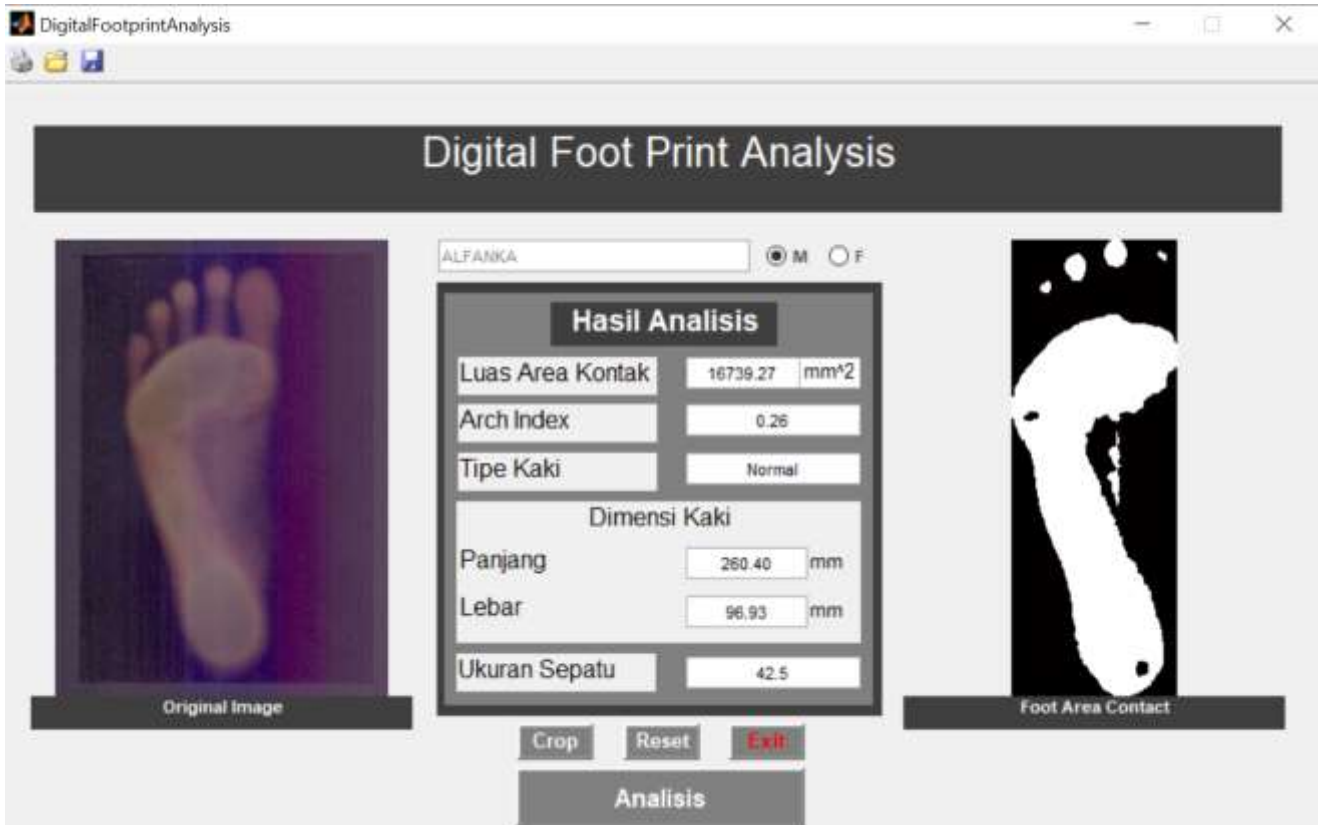 DigitalFootprintAnalysis
Digital Foot Print Analysis
ALFANKA M F
Hasil Analisis
Luas Area Kontak 16739.27 mm^2
Arch Index 0.26
Tipe Kaki Normal
Dimensi Kaki
Panjang 260.40 mm
Lebar 96.93 mm
Ukuran Sepatu 42.5
Original Image
Foot Area Contact
Crop Reset Exit
Analisis